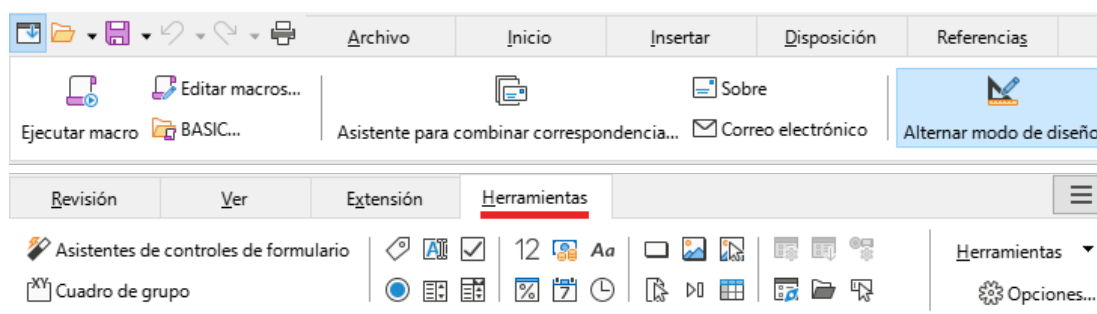 Archivo Inicio Insertar Disposición Referencias
Editar macros... Sobre
Ejecutar macro BASIC... Asistente para combinar correspondencia... Correo electrónico Alternar modo de diseño
Revisión Ver Extensión Herramientas
Asistentes de controles de formulario 12 Aa Herramientas
XY Cuadro de grupo % 7 Opciones...